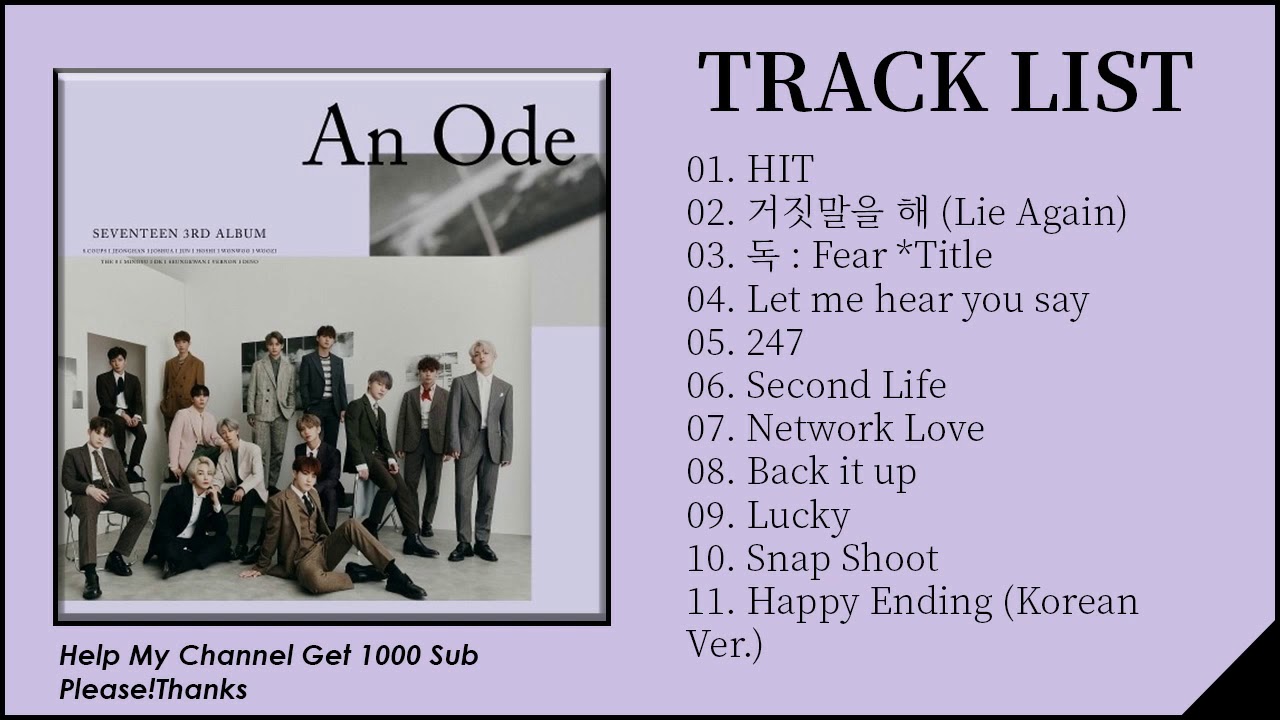 An Ode
SEVENTEEN 3RD ALBUM
S.COUPS I JEONGHAN I JOSHUA I JUN I HOSHI I WONWOO I WOOZI
THE 8 I MINGYU I DK I SEUNGKWAN I VERNON I DINO
Help My Channel Get 1000 Sub
Please!Thanks
TRACK LIST
01. HIT
02. 거짓말을 해 (Lie Again)
03. 독 : Fear *Title
04. Let me hear you say
05. 247
06. Second Life
07. Network Love
08. Back it up
09. Lucky
10. Snap Shoot
11. Happy Ending (Korean
Ver.)